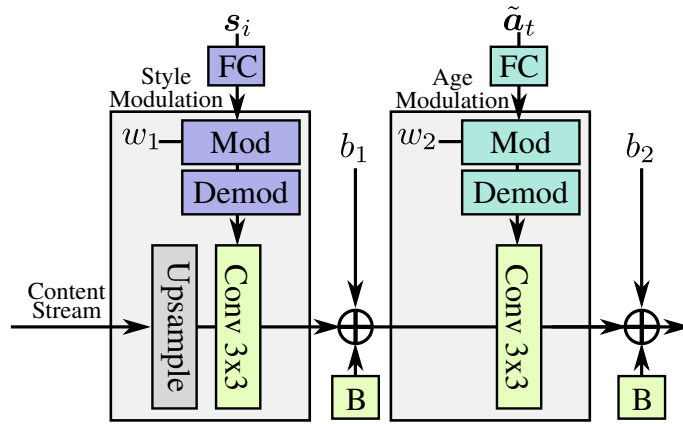 s_i
FC
Style
Modulation
w_1
Mod
Demod
Upsample
Conv 3x3
Content
Stream
b_1
B
ã_t
FC
Age
Modulation
w_2
Mod
Demod
Conv 3x3
b_2
B